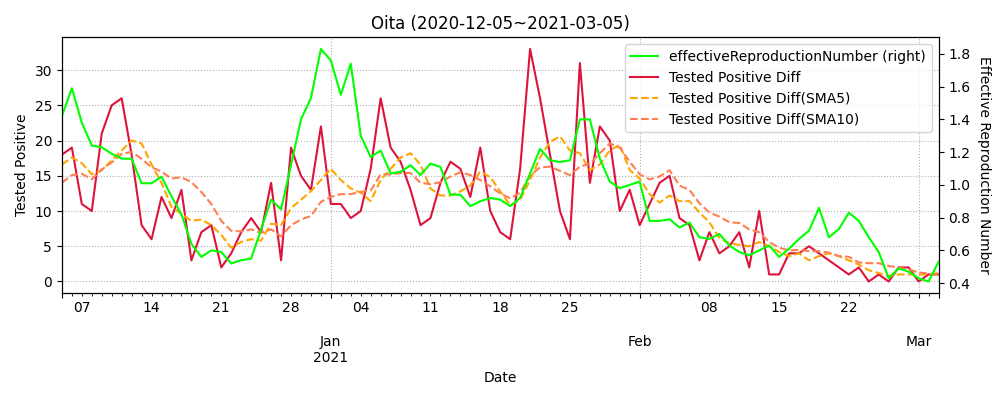 Oita (2020-12-05~2021-03-05)
effectiveReproductionNumber (right)
Tested Positive Diff
Tested Positive Diff(SMA5)
Tested Positive Diff(SMA10)
Tested Positive
30
25
20
15
10
5
0
Effective Reproduction Number
1.8
1.6
1.4
1.2
1.0
0.8
0.6
0.4
07 14 21 28 04 11 18 25 08 15 22
Jan Feb Mar
2021
Date